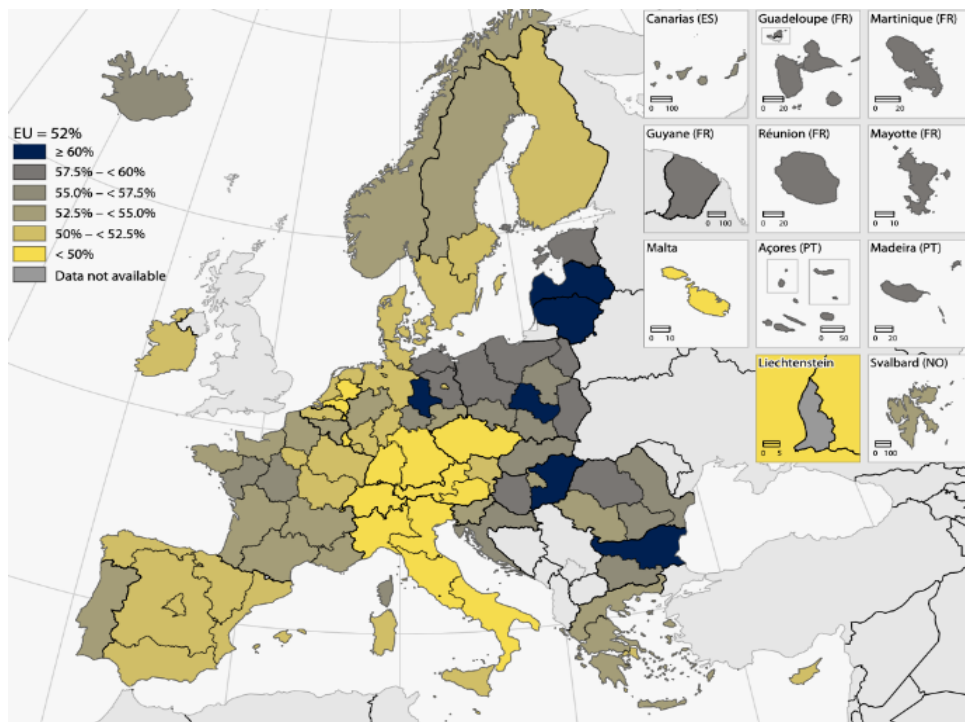 EU = 52%
≥ 60%
57.5% – < 60%
55.0% – < 57.5%
52.5% – < 55.0%
50% – < 52.5%
< 50%
Data not available
Canarias (ES)
0 100
Guadeloupe (FR)
0 20
Martinique (FR)
0 20
Guyane (FR)
0 100
Réunion (FR)
0 20
Mayotte (FR)
0 10
Malta
0 10
Açores (PT)
0 50
Madeira (PT)
0 20
Liechtenstein
0 5
Svalbard (NO)
0 100